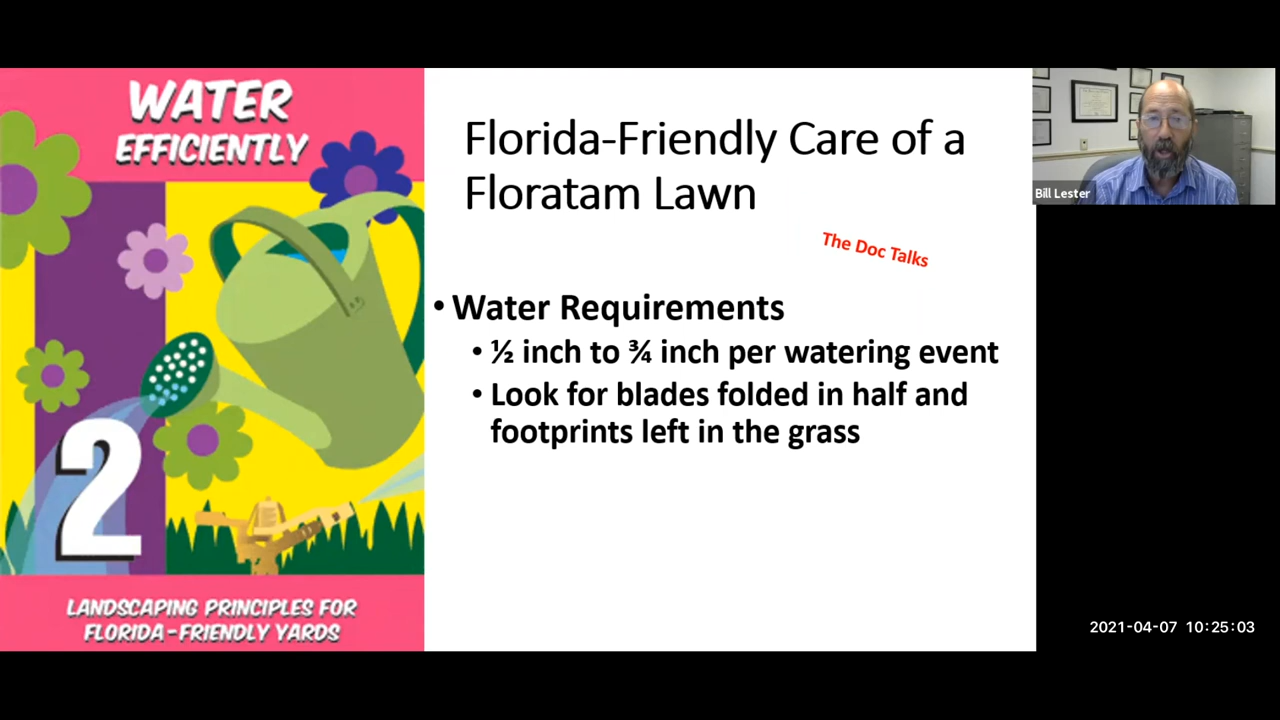 WATER
EFFICIENTLY
2
LANDSCAPING PRINCIPLES FOR
FLORIDA-FRIENDLY YARDS
Florida-Friendly Care of a
Floratam Lawn
The Doc Talks
• Water Requirements
• ½ inch to ¾ inch per watering event
• Look for blades folded in half and
footprints left in the grass
Bill Lester
2021-04-07 10:25:03